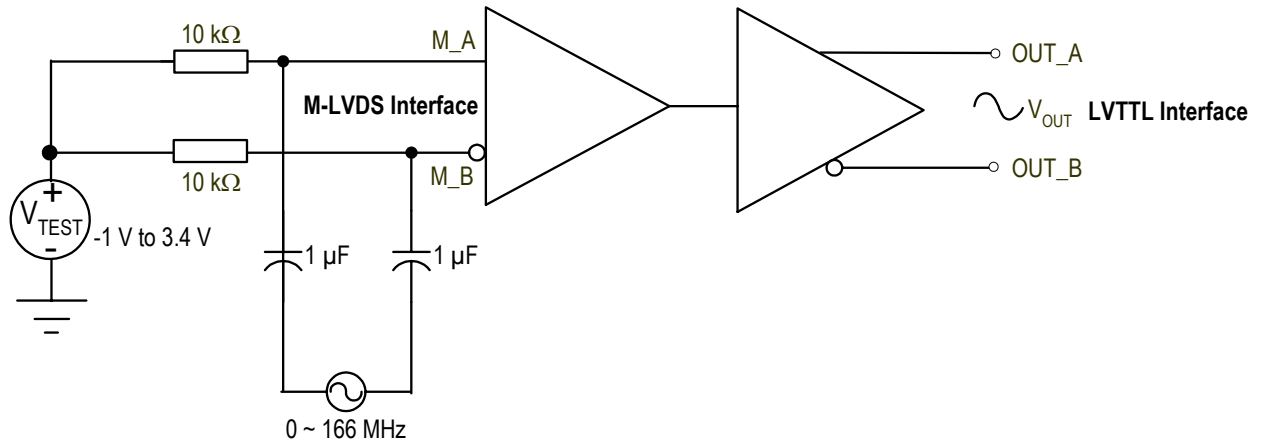 10 kΩ
M_A
M-LVDS Interface
OUT_A
V_OUT LVTTL Interface
10 kΩ
M_B
OUT_B
+
V_TEST
-
-1 V to 3.4 V
1 µF
1 µF
0 ~ 166 MHz